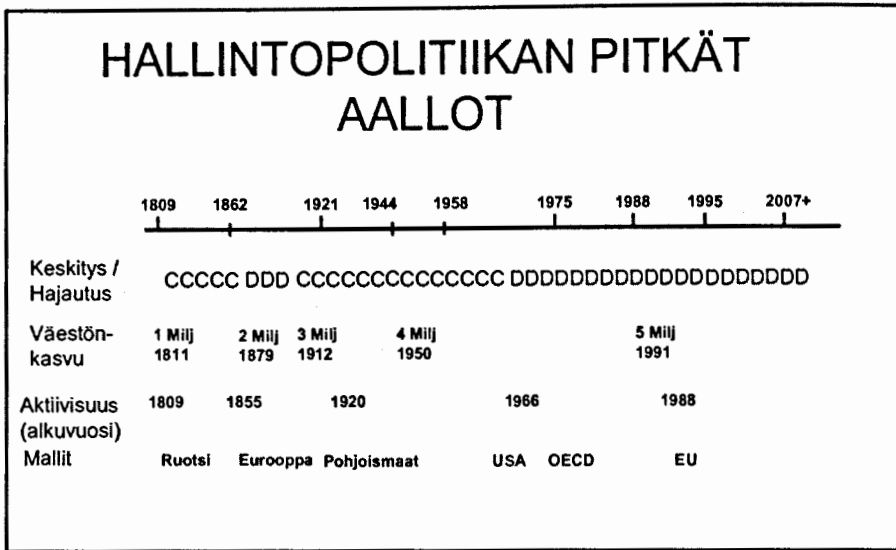 HALLINTOPOLITIIKAN PITKÄT
AALLOT
1809 1862 1921 1944 1958 1975 1988 1995 2007+
Keskitys / 
Hajautus CCCCC DDD CCCCCCCCCCCCCC DDDDDDDDDDDDDDDDDDDD
Väestön- 1 Milj 2 Milj 3 Milj 4 Milj 5 Milj
kasvu 1811 1879 1912 1950 1991
Aktiivisuus 1809 1855 1920 1966 1988
(alkuvuosi)
Mallit Ruotsi Eurooppa Pohjoismaat USA OECD EU